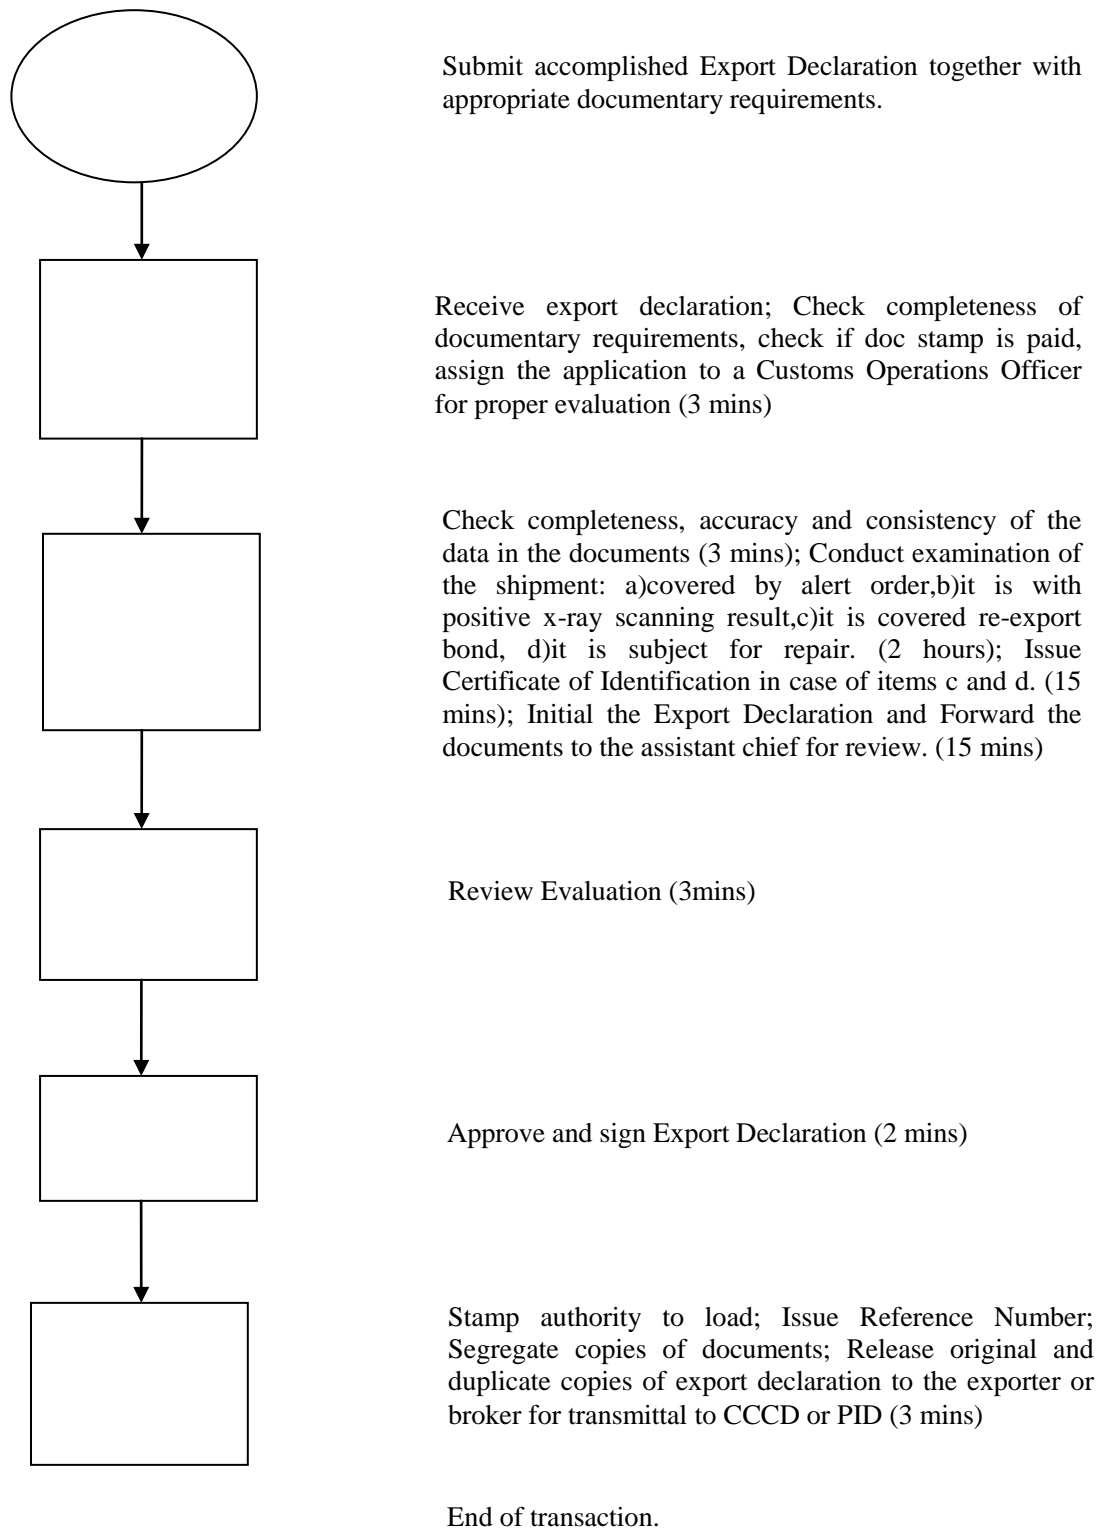 Submit accomplished Export Declaration together with
appropriate documentary requirements.
Receive export declaration; Check completeness of
documentary requirements, check if doc stamp is paid,
assign the application to a Customs Operations Officer
for proper evaluation (3 mins)
Check completeness, accuracy and consistency of the
data in the documents (3 mins); Conduct examination of
the shipment: a)covered by alert order,b)it is with
positive x-ray scanning result,c)it is covered re-export
bond, d)it is subject for repair. (2 hours); Issue
Certificate of Identification in case of items c and d. (15
mins); Initial the Export Declaration and Forward the
documents to the assistant chief for review. (15 mins)
Review Evaluation (3mins)
Approve and sign Export Declaration (2 mins)
Stamp authority to load; Issue Reference Number;
Segregate copies of documents; Release original and
duplicate copies of export declaration to the exporter or
broker for transmittal to CCCD or PID (3 mins)
End of transaction.